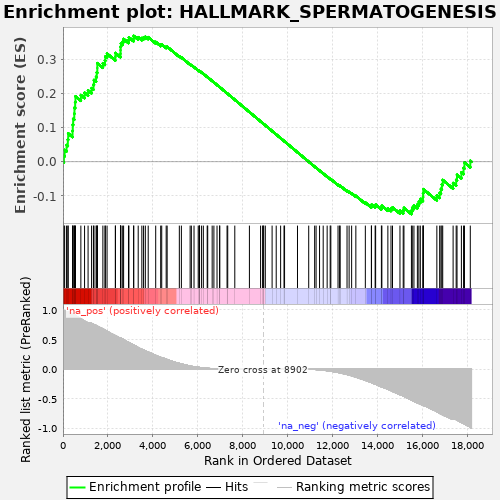 Enrichment plot: HALLMARK_SPERMATOGENESIS
Enrichment score (ES)
0.3
0.2
0.1
0.0
-0.1
Ranked list metric (PreRanked)
1.0
0.5
0.0
-0.5
-1.0
'na_pos' (positively correlated)
Zero cross at 8902
'na_neg' (negatively correlated)
0 2,000 4,000 6,000 8,000 10,000 12,000 14,000 16,000 18,000
Rank in Ordered Dataset
Enrichment profile Hits Ranking metric scores